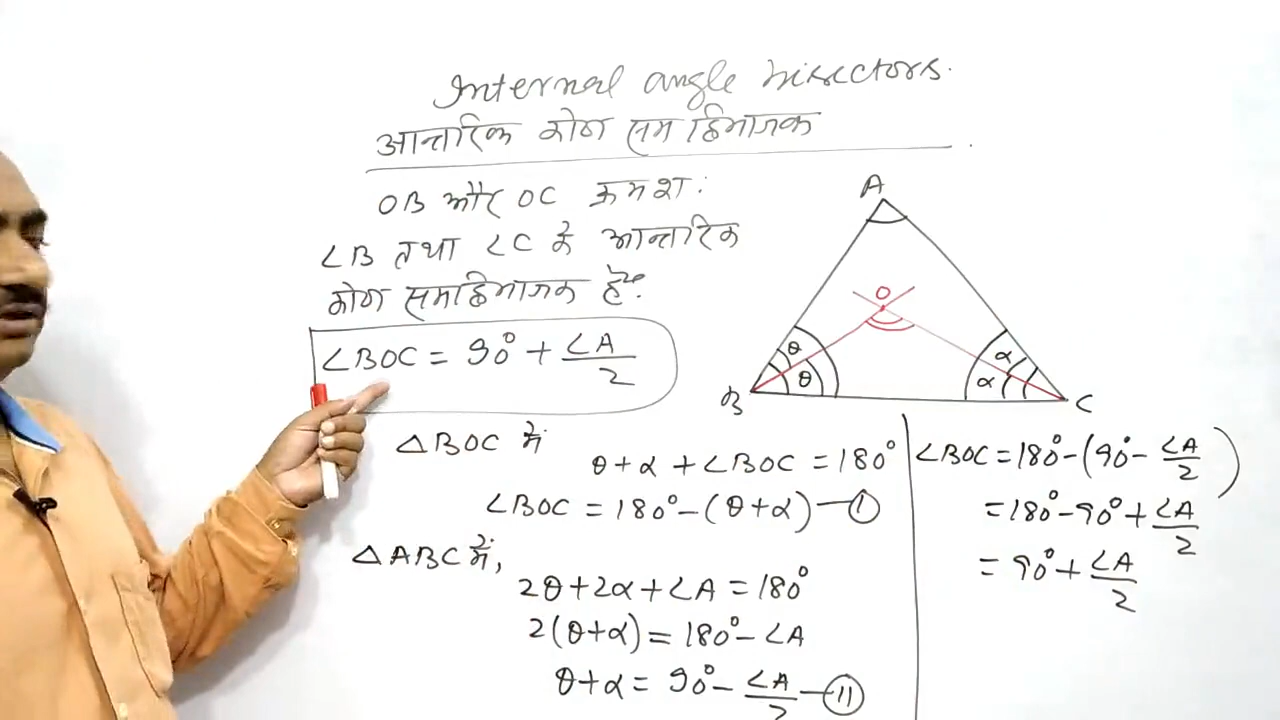 Internal angle bisectors.
आन्तरिक कोण समद्विभाजक
OB और OC क्रमश:
∠B तथा ∠C के आन्तरिक
कोण समद्विभाजक हैं.
∠BOC = 90° + ∠A/2
△BOC में
θ+α+∠BOC = 180°
∠BOC = 180°-(θ+α) — (I)
△ABC में,
2θ+2α+∠A = 180°
2(θ+α) = 180°-∠A
θ+α = 90°-∠A/2 — (II)
A
O
θ
θ
α
α
B
C
∠BOC = 180°-(90°-∠A/2)
= 180°-90°+∠A/2
= 90°+∠A/2